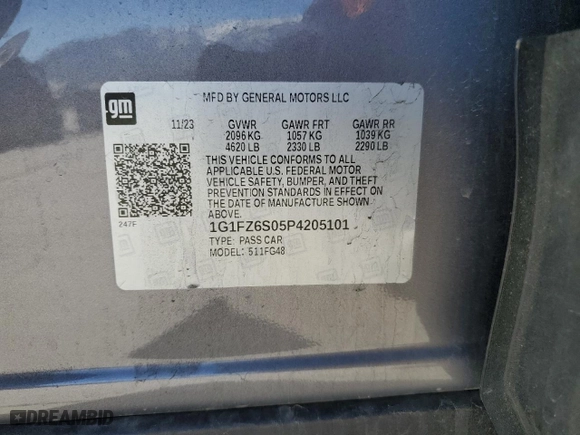 gm
MFD BY GENERAL MOTORS LLC
11/23 GVWR GAWR FRT GAWR RR
2096 KG 1057 KG 1039 KG
4620 LB 2330 LB 2290 LB
THIS VEHICLE CONFORMS TO ALL
APPLICABLE U.S. FEDERAL MOTOR
VEHICLE SAFETY, BUMPER, AND THEFT
PREVENTION STANDARDS IN EFFECT ON
THE DATE OF MANUFACTURE SHOWN
ABOVE.
247F
1G1FZ6S05P4205101
TYPE: PASS CAR
MODEL: 511FG48
DREAMBID